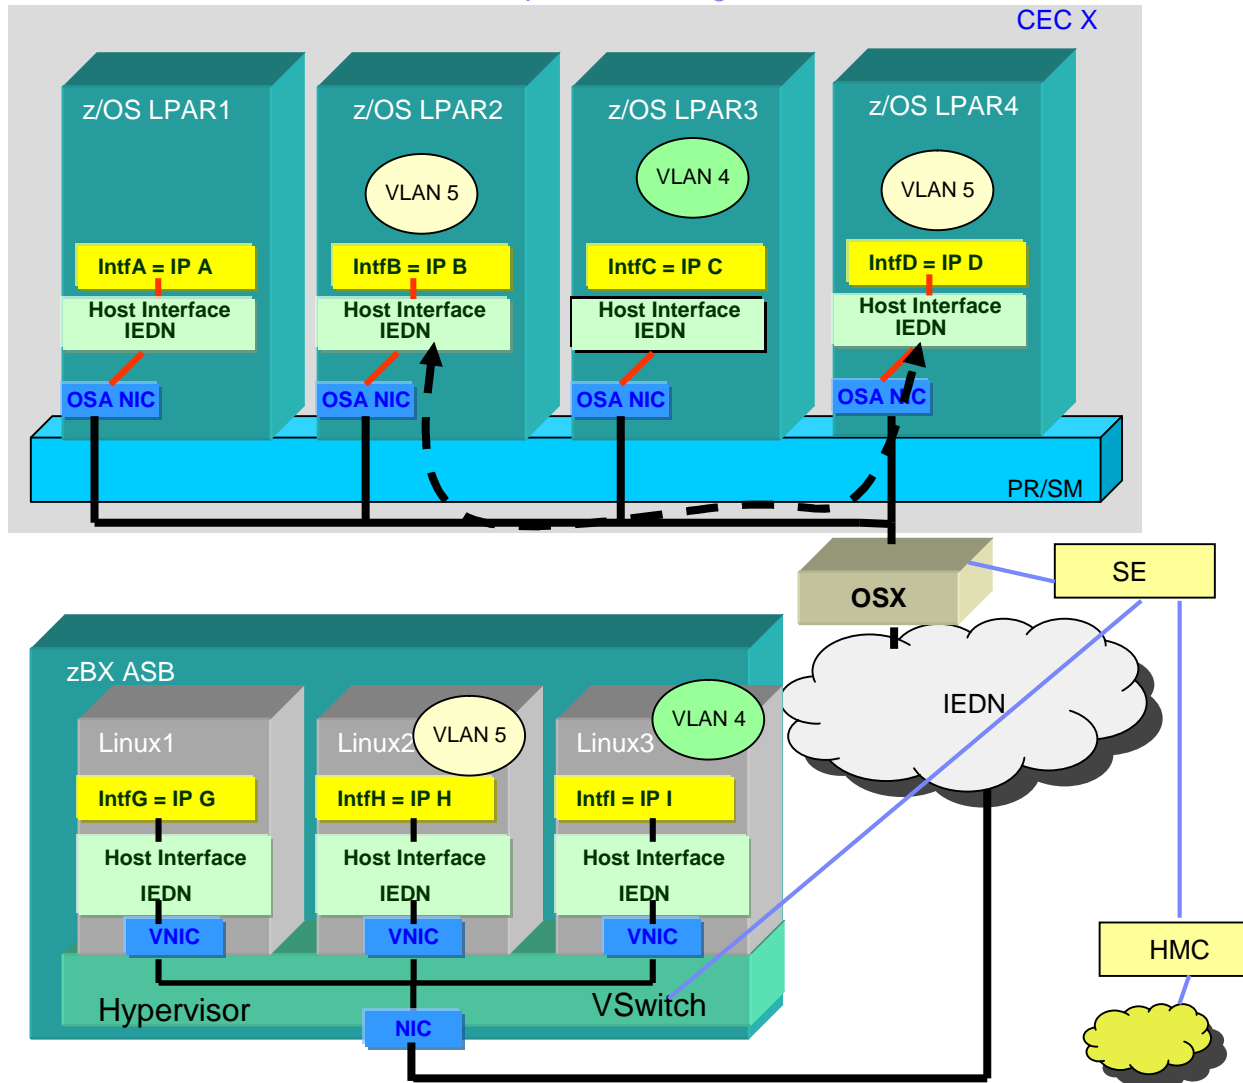 CEC X
z/OS LPAR1
z/OS LPAR2
z/OS LPAR3
z/OS LPAR4
VLAN 5
VLAN 4
VLAN 5
IntfA = IP A
IntfB = IP B
IntfC = IP C
IntfD = IP D
Host Interface
IEDN
Host Interface
IEDN
Host Interface
IEDN
Host Interface
IEDN
OSA NIC
OSA NIC
OSA NIC
OSA NIC
PR/SM
OSX
SE
IEDN
HMC
zBX ASB
Linux1
Linux2
Linux3
VLAN 5
VLAN 4
IntfG = IP G
IntfH = IP H
IntfI = IP I
Host Interface
IEDN
Host Interface
IEDN
Host Interface
IEDN
VNIC
VNIC
VNIC
Hypervisor
VSwitch
NIC